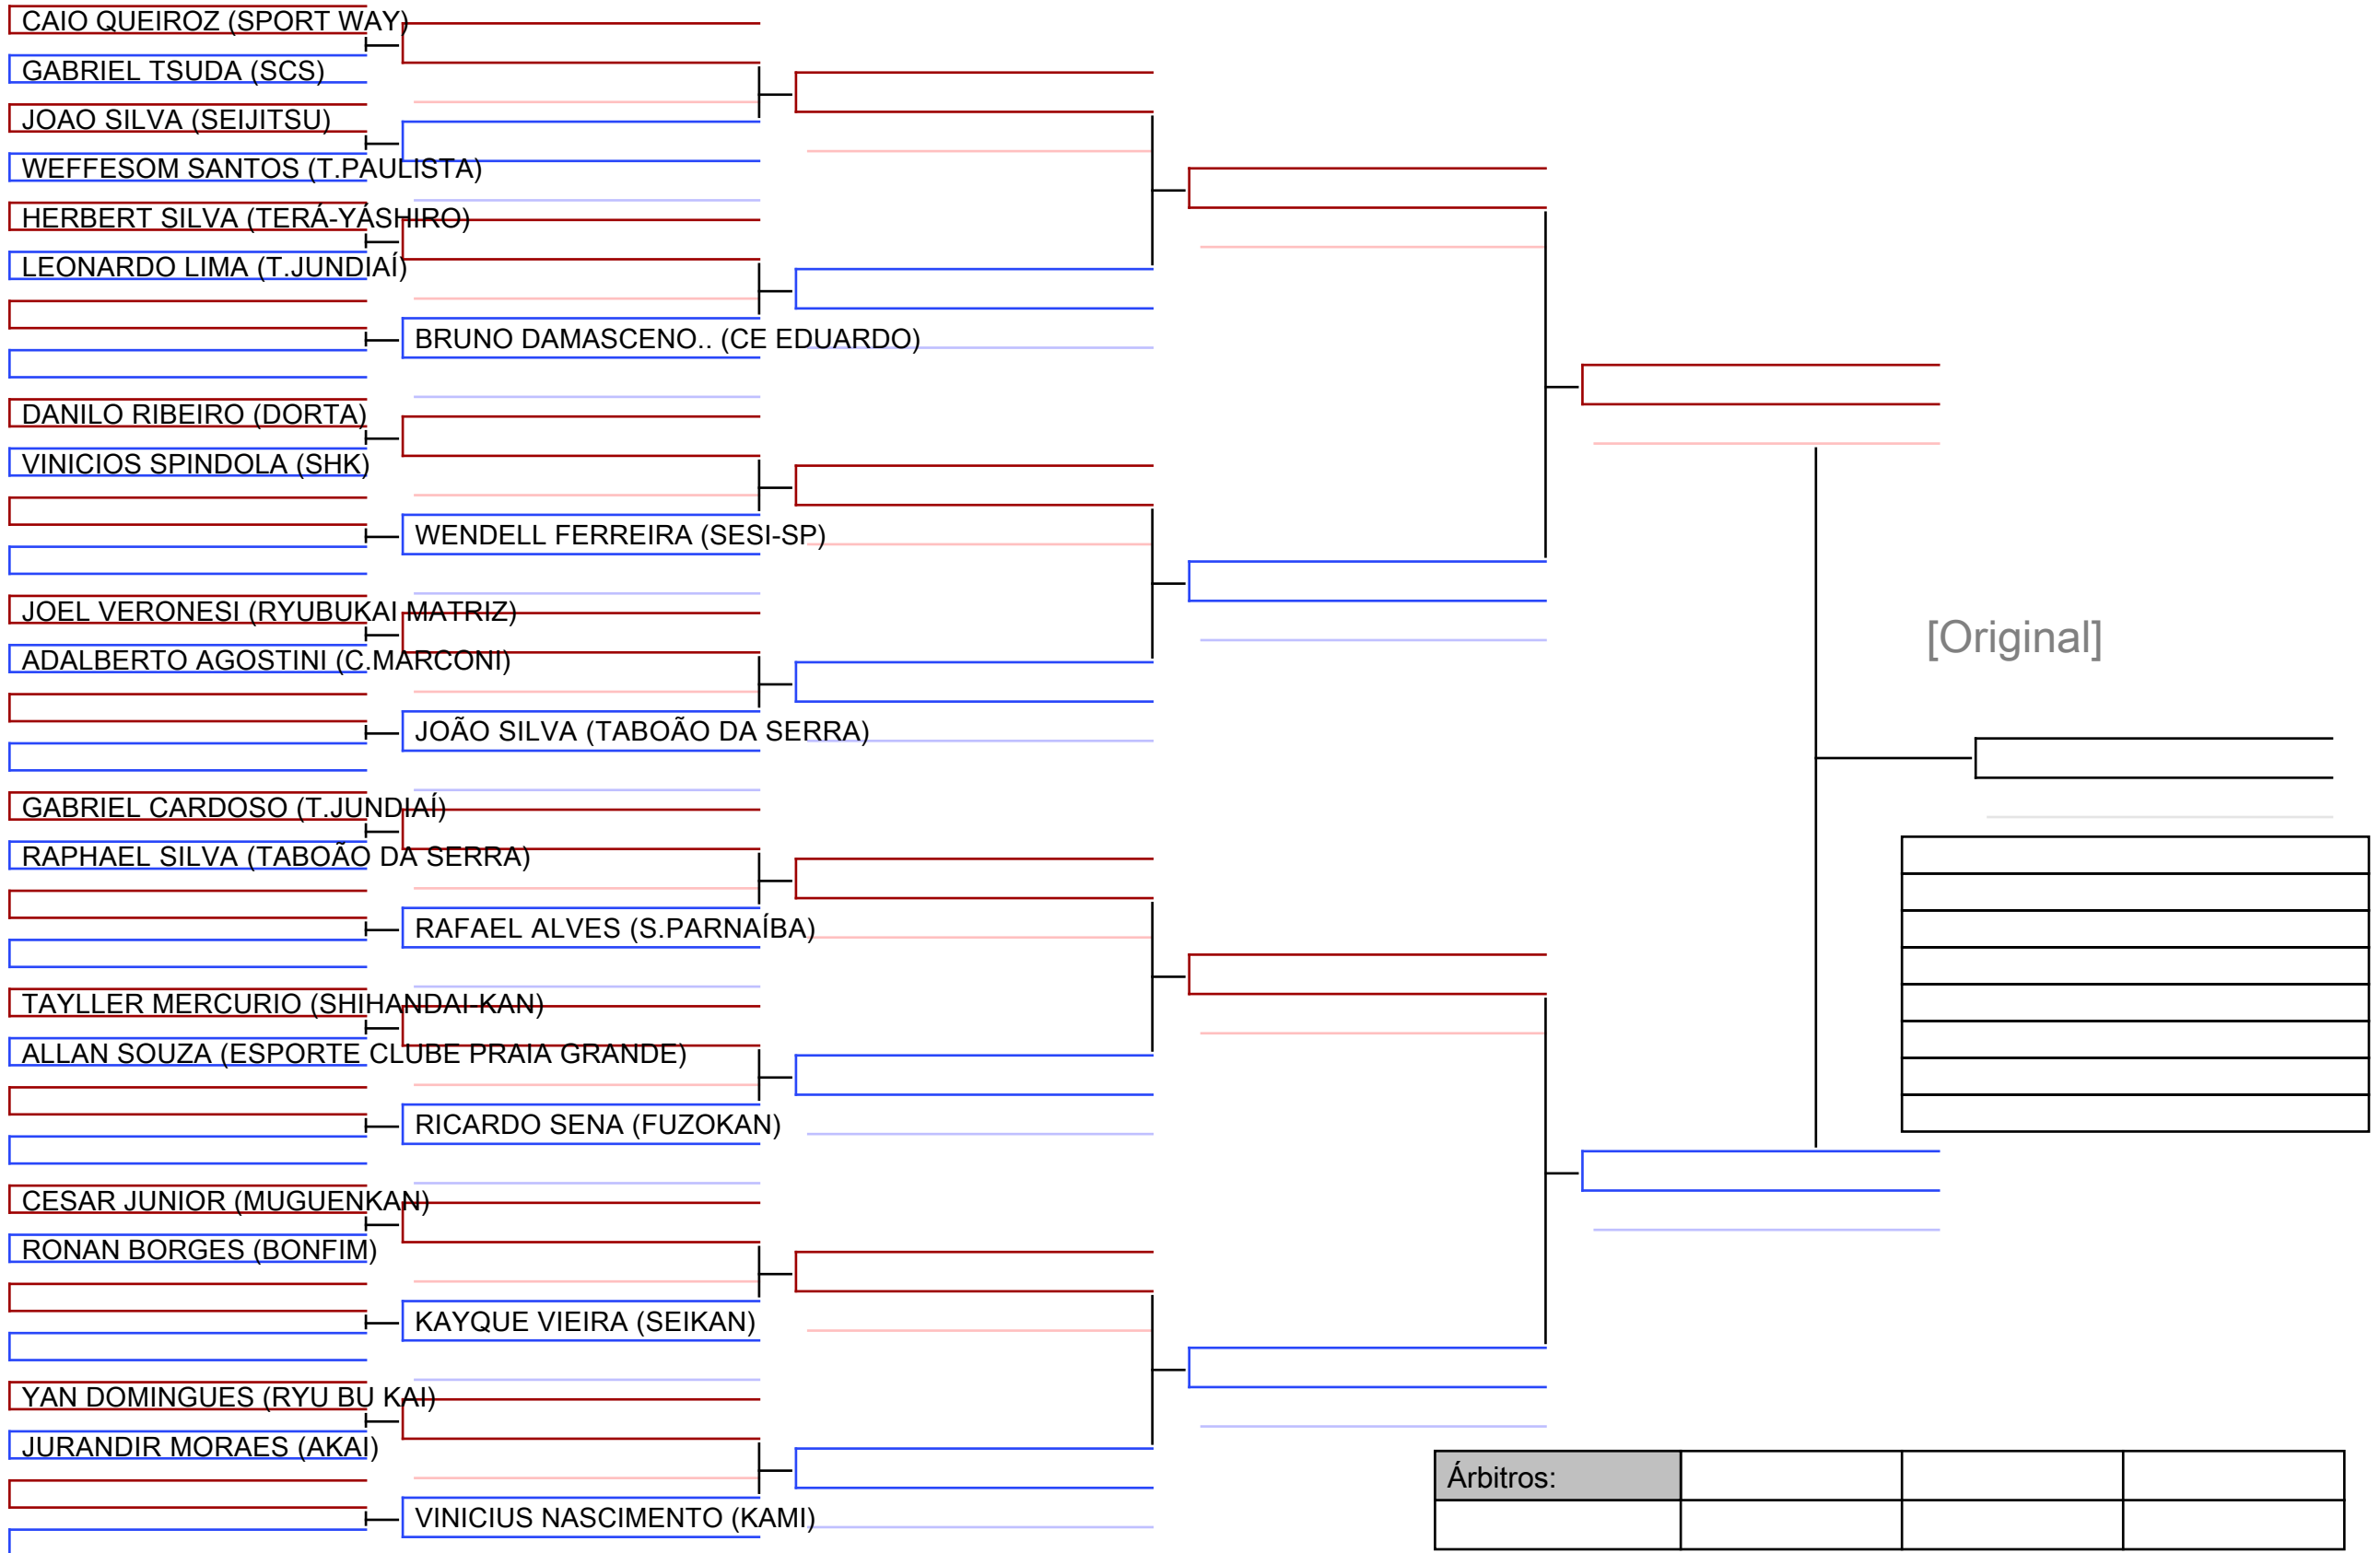 CAIO QUEIROZ (SPORT WAY)
GABRIEL TSUDA (SCS)
JOAO SILVA (SEIJITSU)
WEFFESOM SANTOS (T.PAULISTA)
HERBERT SILVA (TERÁ-YÁSHIRO)
LEONARDO LIMA (T.JUNDIAÍ)
BRUNO DAMASCENO.. (CE EDUARDO)
DANILO RIBEIRO (DORTA)
VINICIOS SPINDOLA (SHK)
WENDELL FERREIRA (SESI-SP)
JOEL VERONESI (RYUBUKAI MATRIZ)
ADALBERTO AGOSTINI (C.MARCONI)
JOÃO SILVA (TABOÃO DA SERRA)
GABRIEL CARDOSO (T.JUNDIAÍ)
RAPHAEL SILVA (TABOÃO DA SERRA)
RAFAEL ALVES (S.PARNAÍBA)
TAYLLER MERCURIO (SHIHANDAI-KAN)
ALLAN SOUZA (ESPORTE CLUBE PRAIA GRANDE)
RICARDO SENA (FUZOKAN)
CESAR JUNIOR (MUGUENKAN)
RONAN BORGES (BONFIM)
KAYQUE VIEIRA (SEIKAN)
YAN DOMINGUES (RYU BU KAI)
JURANDIR MORAES (AKAI)
VINICIUS NASCIMENTO (KAMI)
[Original]
Árbitros: